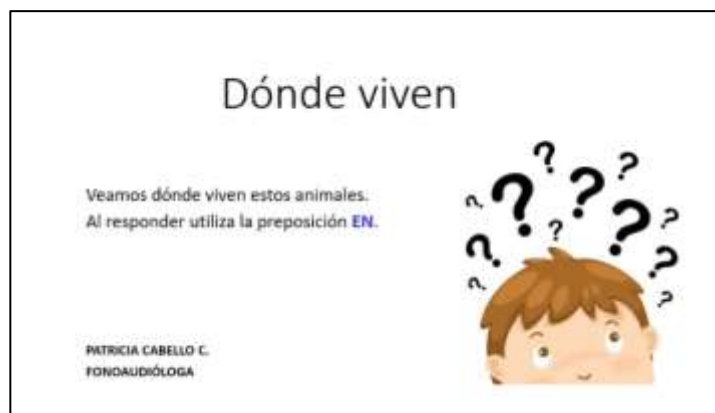 Dónde viven
Veamos dónde viven estos animales.
Al responder utiliza la preposición EN.
PATRICIA CABELLO C.
FONOAUDIÓLOGA